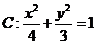 C: x²/4 + y²/3 = 1